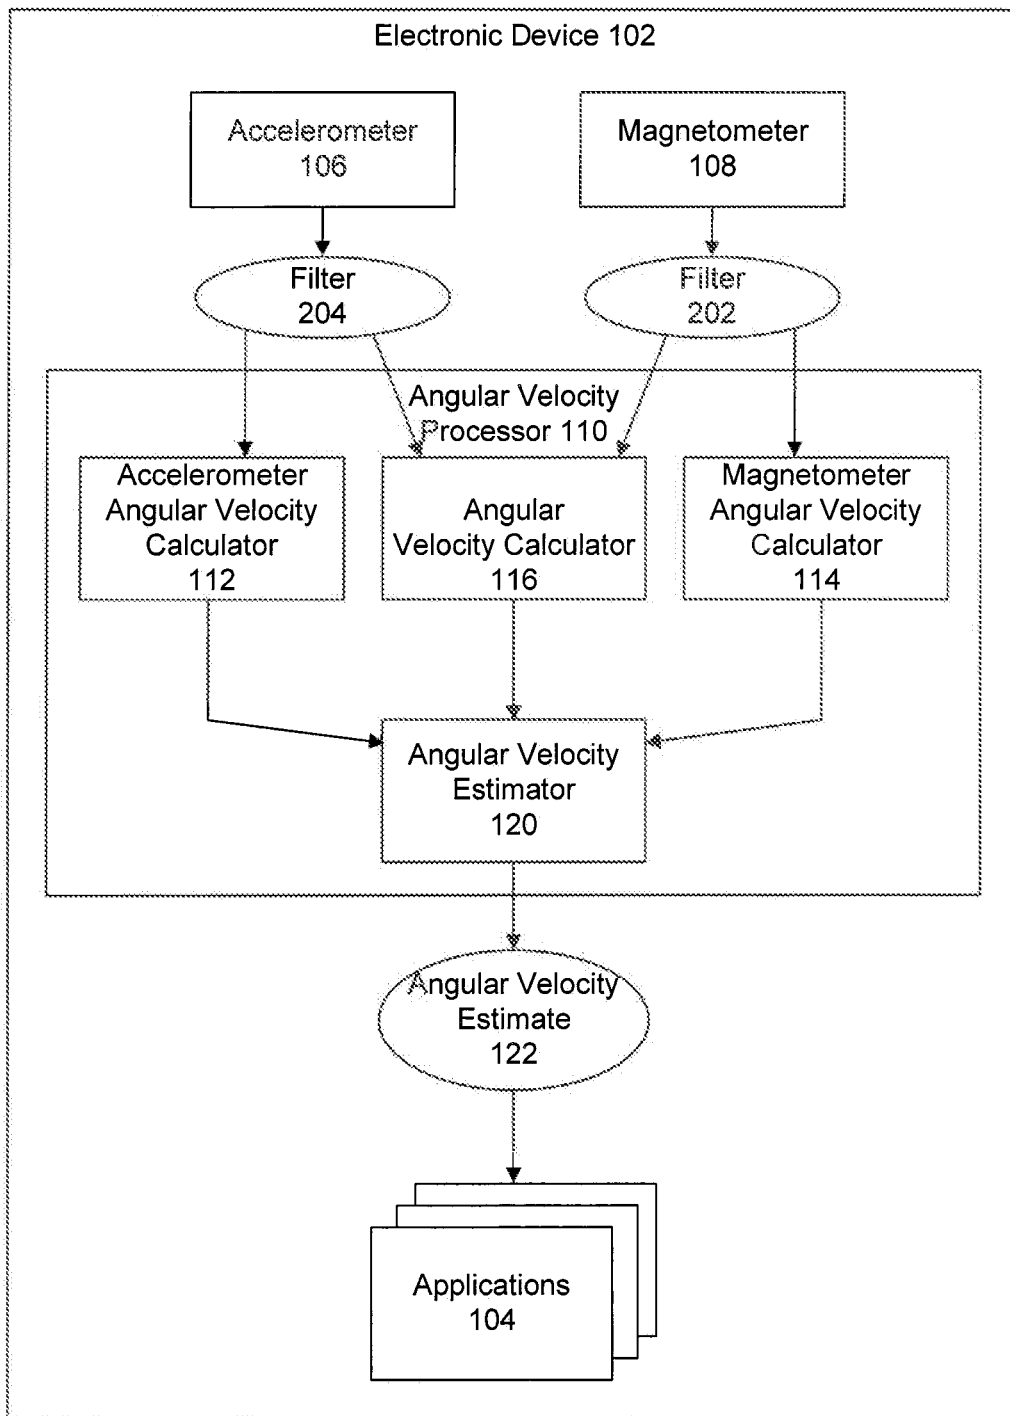 Electronic Device 102
Accelerometer
106
Magnetometer
108
Filter
204
Filter
202
Angular Velocity
Processor 110
Accelerometer
Angular Velocity
Calculator
112
Angular
Velocity Calculator
116
Magnetometer
Angular Velocity
Calculator
114
Angular Velocity
Estimator
120
Angular Velocity
Estimate
122
Applications
104